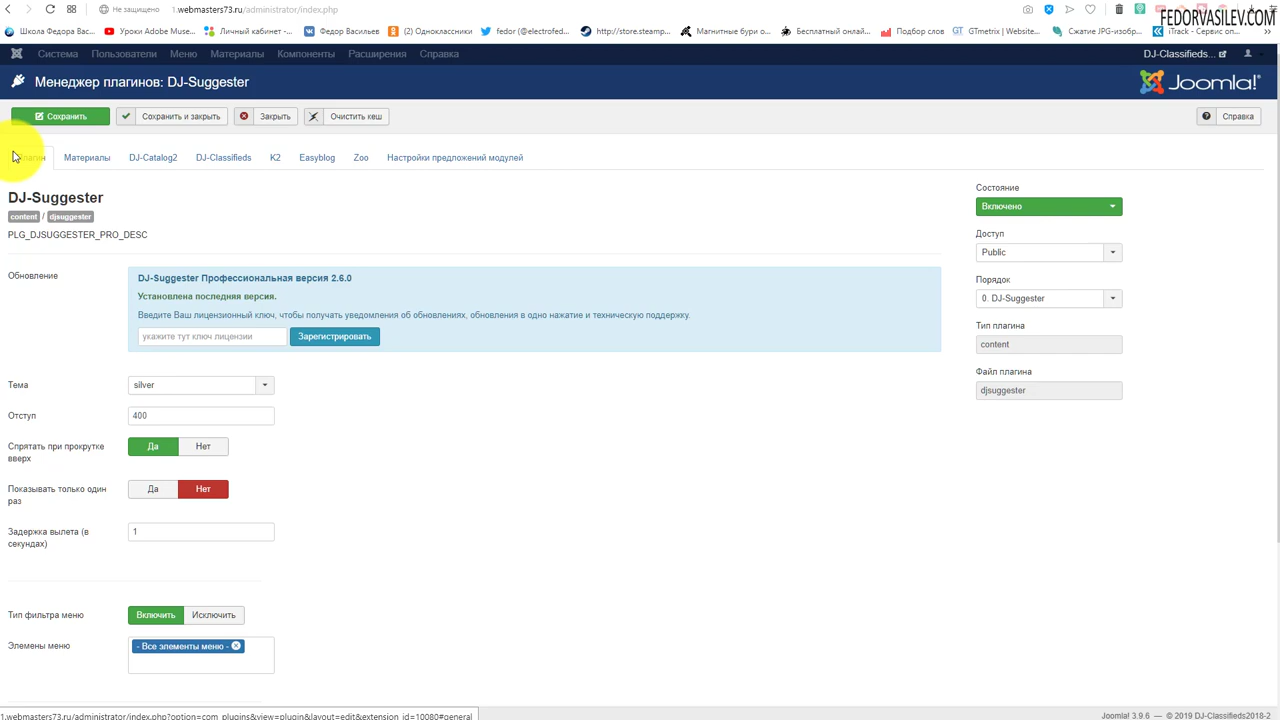 Не защищено
1.webmasters73.ru/administrator/index.php
FEDORVASILEV.COM
Школа Федора Вас...
Уроки Adobe Muse...
Личный кабинет -...
Федор Васильев
(2) Одноклассники
fedor (@electrofed...
http://store.steamp...
Магнитные бури о...
Бесплатный онлай...
Подбор слов
GTmetrix | Website...
Сжатие JPG-изобр...
iTrack - Сервис оп...
Система
Пользователи
Меню
Материалы
Компоненты
Расширения
Справка
DJ-Classifieds...
Менеджер плагинов: DJ-Suggester
Joomla!®
Сохранить
Сохранить и закрыть
Закрыть
Очистить кеш
Справка
Плагин
Материалы
DJ-Catalog2
DJ-Classifieds
K2
Easyblog
Zoo
Настройки предложений модулей
DJ-Suggester
content / djsuggester
PLG_DJSUGGESTER_PRO_DESC
Обновление
DJ-Suggester Профессиональная версия 2.6.0
Установлена последняя версия.
Введите Ваш лицензионный ключ, чтобы получать уведомления об обновлениях, обновления в одно нажатие и техническую поддержку.
укажите тут ключ лицензии
Зарегистрировать
Тема
silver
Отступ
400
Спрятать при прокрутке
вверх
Да
Нет
Показывать только один
раз
Да
Нет
Задержка вылета (в
секундах)
1
Тип фильтра меню
Включить
Исключить
Элемены меню
- Все элементы меню -
Состояние
Включено
Доступ
Public
Порядок
0. DJ-Suggester
Тип плагина
content
Файл плагина
djsuggester
1.webmasters73.ru/administrator/index.php?option=com_plugins&view=plugin&layout=edit&extension_id=10080#general
Joomla! 3.9.6 — © 2019 DJ-Classifieds2018-2